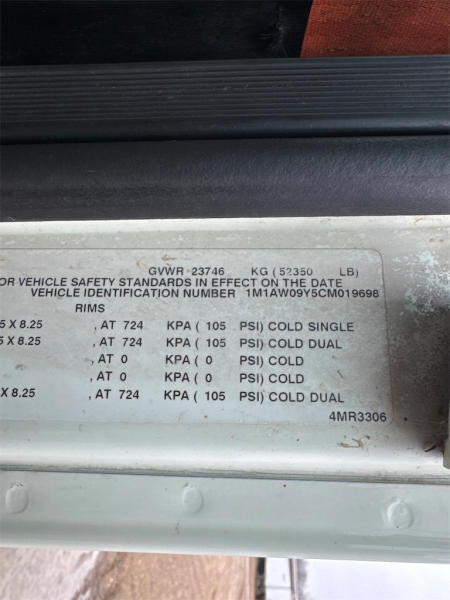 GVWR 23746 KG ( 52350 LB)
OR VEHICLE SAFETY STANDARDS IN EFFECT ON THE DATE
VEHICLE IDENTIFICATION NUMBER 1M1AW09Y5CM019698
RIMS
5 X 8.25 , AT 724 KPA ( 105 PSI) COLD SINGLE
5 X 8.25 , AT 724 KPA ( 105 PSI) COLD DUAL
, AT 0 KPA ( 0 PSI) COLD
, AT 0 KPA ( 0 PSI) COLD
X 8.25 , AT 724 KPA ( 105 PSI) COLD DUAL
4MR3306